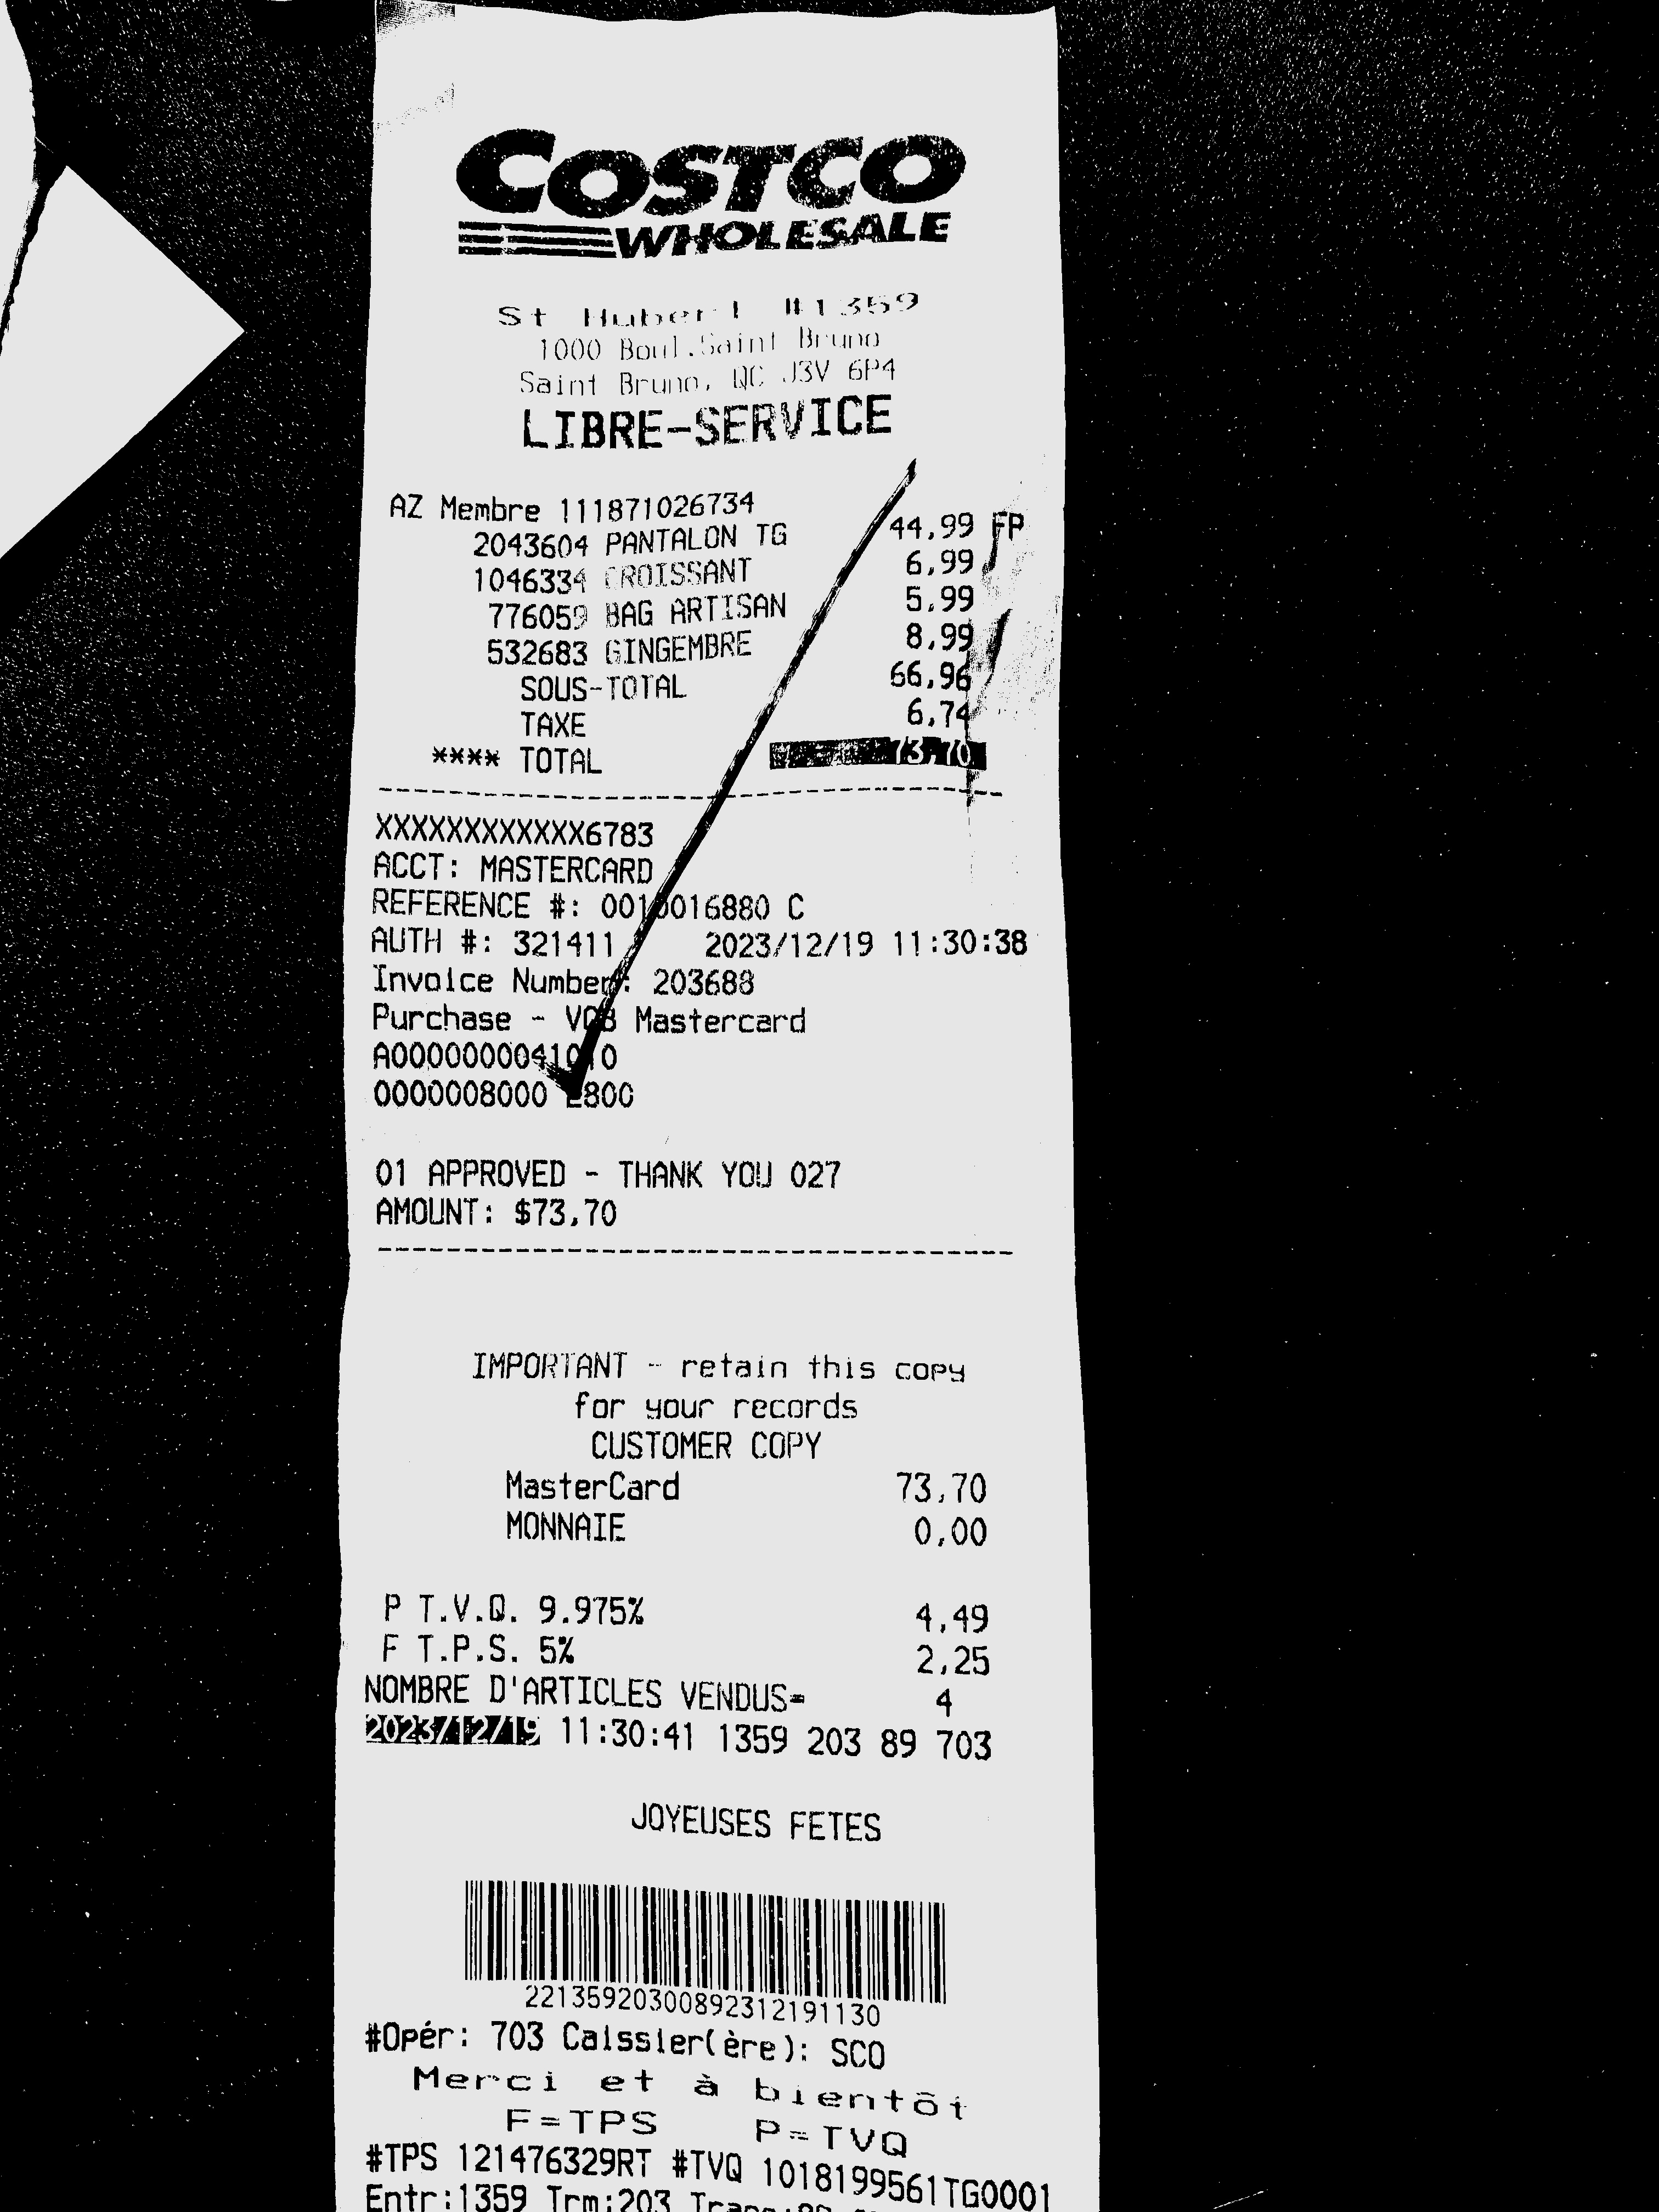 COSTCO
WHOLESALE
St Hubert #1359
1000 Boul.Saint Bruno
Saint Bruno, QC J3V 6P4
LIBRE-SERVICE
AZ Membre 111871026734
2043604 PANTALON TG 44,99 FP
1046334 CROISSANT 6,99
776059 BAG ARTISAN 5,99
532683 GINGEMBRE 8,99
SOUS-TOTAL 66,96
TAXE 6,74
**** TOTAL 73,70
XXXXXXXXXXXX6783
ACCT: MASTERCARD
REFERENCE #: 0010016880 C
AUTH #: 321411 2023/12/19 11:30:38
Invoice Number: 203688
Purchase - Mastercard
A0000000041010
0000008000 E800
01 APPROVED - THANK YOU 027
AMOUNT: $73,70
IMPORTANT - retain this copy
for your records
CUSTOMER COPY
MasterCard 73,70
MONNAIE 0,00
P T.V.Q. 9.975% 4,49
F T.P.S. 5% 2,25
NOMBRE D'ARTICLES VENDUS= 4
2023/12/19 11:30:41 1359 203 89 703
JOYEUSES FETES
22135920300892312191130
#Opér: 703 Caissier(ère): SCO
Merci et à bientôt
F=TPS P=TVQ
#TPS 121476329RT #TVQ 1018199561TG0001
Entr:1359 Trm:203